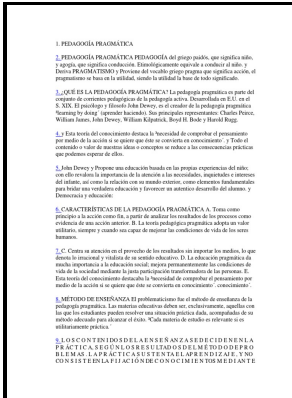 1. PEDAGOGÍA PRAGMÁTICA
2. PEDAGOGÍA PRAGMÁTICA PEDAGOGÍA del griego paidós, que significa niño,
y agogía, que significa conducción. Etimológicamente equivale a conducir al niño. y
Deriva PRAGMATISMO y Proviene del vocablo griego pragma que significa acción, el
pragmatismo se basa en la utilidad, siendo la utilidad la base de todo significado.
3. ¿QUÉ ES LA PEDAGOGÍA PRAGMÁTICA? La pedagogía pragmática es parte del
conjunto de corrientes pedagógicas de la pedagogía activa. Desarrollada en E.U. en el
S. XIX. El psicólogo y filosofo John Dewey, es el creador de la pedagogía pragmática
'learning by doing' (aprender haciendo). Sus principales representantes: Charles Peirce,
William James, John Dewey, William Kilpatrick, Boyd H. Bode y Harold Rugg.
4. y Esta teoría del conocimiento destaca la ªnecesidad de comprobar el pensamiento
por medio de la acción si se quiere que éste se convierta en conocimiento´. y Todo el
contenido o valor de nuestras ideas o conceptos se reduce a las consecuencias prácticas
que podemos esperar de ellos.
5. John Dewey y Propone una educación basada en las propias experiencias del niño;
con ello revalora la importancia de la atención a las necesidades, inquietudes e intereses
del infante, así como la relación con su mundo exterior, como elementos fundamentales
para brindar una verdadera educación y favorecer un autentico desarrollo del alumno. y
Democracia y educación:
6. CARACTERÍSTICAS DE LA PEDAGOGÍA PRAGMÁTICA A. Toma como
principio a la acción como fin, a partir de analizar los resultados de los procesos como
evidencia de una acción anterior. B. La teoría pedagógica pragmática adopta un valor
utilitario, siempre y cuando sea capaz de mejorar las condiciones de vida de los seres
humanos.
7. C. Centra su atención en el provecho de los resultados sin importar los medios, lo que
denota lo irracional y vitalista de su sentido educativo. D. La educación pragmática da
mucha importancia a la educación social; mejora permanentemente las condiciones de
vida de la sociedad mediante la justa participación transformadora de las personas. E.
Esta teoría del conocimiento destaca la ªnecesidad de comprobar el pensamiento por
medio de la acción si se quiere que éste se convierta en conocimiento´. conocimiento´.
8. MÉTODO DE ENSEÑANZA El problematicismo fue el método de enseñanza de la
pedagogía pragmática. Las materias educativas deben ser, exclusivamente, aquellas con
las que los estudiantes pueden resolver una situación práctica dada, acompañadas de su
método adecuado para alcanzar el éxito. ªCada materia de estudio es relevante si es
utilitariamente práctica.´
9. L O S C O N T E N I D O S D E L A E N S E Ñ A N Z A S E D E C I D E N E N L A
P R Á C T I C A, S E G Ú N L O S R E S U L T A D O S D E L M É T O D O D E P R O
B L E M A S . L A P R Á C T I C A S U S T E N T A E L A P R E N D I Z A J E , Y N O
C O N S I S T E E N L A F I J A C I Ó N D E C O N O C I M I E N T O S M E D I A N T E